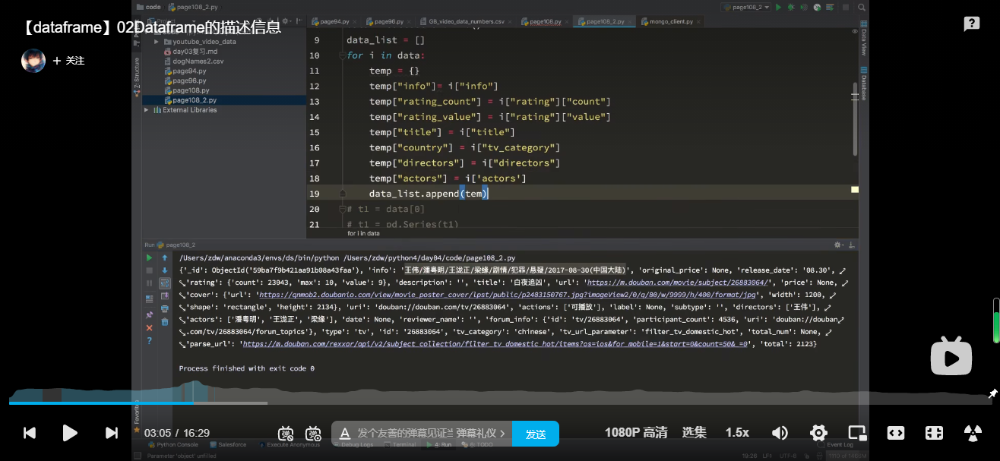 code page108_2.py
page108_2
【dataframe】02Dataframe的描述信息
+ 关注
page94.py page96.py GB_video_data_numbers.csv page108.py page108_2.py mongo_client.py
youtube_video_data
day03复习.md
dogNames2.csv
page94.py
page96.py
page108.py
page108_2.py
External Libraries
Z: Structure
Data View
Database
9 data_list = []
10 for i in data:
11 temp = {}
12 temp["info"]= i["info"]
13 temp["rating_count"] = i["rating"]["count"]
14 temp["rating_value"] = i["rating"]["value"]
15 temp["title"] = i["title"]
16 temp["country"] = i["tv_category"]
17 temp["directors"] = i["directors"]
18 temp["actors"] = i['actors']
19 data_list.append(tem)
20 # t1 = data[0]
21 # t1 = pd.Series(t1)
for i in data
Run page108_2
/Users/zdw/anaconda3/envs/ds/bin/python /Users/zdw/python4/day04/code/page108_2.py
{'_id': ObjectId('59ba7f9b421aa91b08a43faa'), 'info': '王伟/潘粤明/王泷正/梁缘/剧情/犯罪/悬疑/2017-08-30(中国大陆)', 'original_price': None, 'release_date': '08.30',
'rating': {'count': 23043, 'max': 10, 'value': 9}, 'description': '', 'title': '白夜追凶', 'url': 'https://m.douban.com/movie/subject/26883064/', 'price': None,
'cover': {'url': 'https://qnmob2.doubanio.com/view/movie_poster_cover/lpst/public/p2483150767.jpg?imageView2/0/q/80/w/9999/h/400/format/jpg', 'width': 1200,
'shape': 'rectangle', 'height': 2134}, 'uri': 'douban://douban.com/tv/26883064', 'actions': ['可播放'], 'label': None, 'subtype': '', 'directors': ['王伟'],
'actors': ['潘粤明', '王泷正', '梁缘'], 'date': None, 'reviewer_name': '', 'forum_info': {'id': 'tv/26883064', 'participant_count': 4536, 'uri': 'douban://douban
.com/tv/26883064/forum_topics'}, 'type': 'tv', 'id': '26883064', 'tv_category': 'chinese', 'tv_url_parameter': 'filter_tv_domestic_hot', 'total_num': None,
'parse_url': 'https://m.douban.com/rexxar/api/v2/subject_collection/filter_tv_domestic_hot/items?os=ios&for_mobile=1&start=0&count=50&_=0', 'total': 2123}
Process finished with exit code 0
Favorites
03:05 / 16:29
发个友善的弹幕见证当 弹幕礼仪 >
发送
1080P 高清 选集 1.5x
Python Console Salesforce Execute Anonymous Debug Logs Terminal 4: Run 6: TODO Event Log
Parameter 'object' unfilled
19:26 LF÷ UTF-8